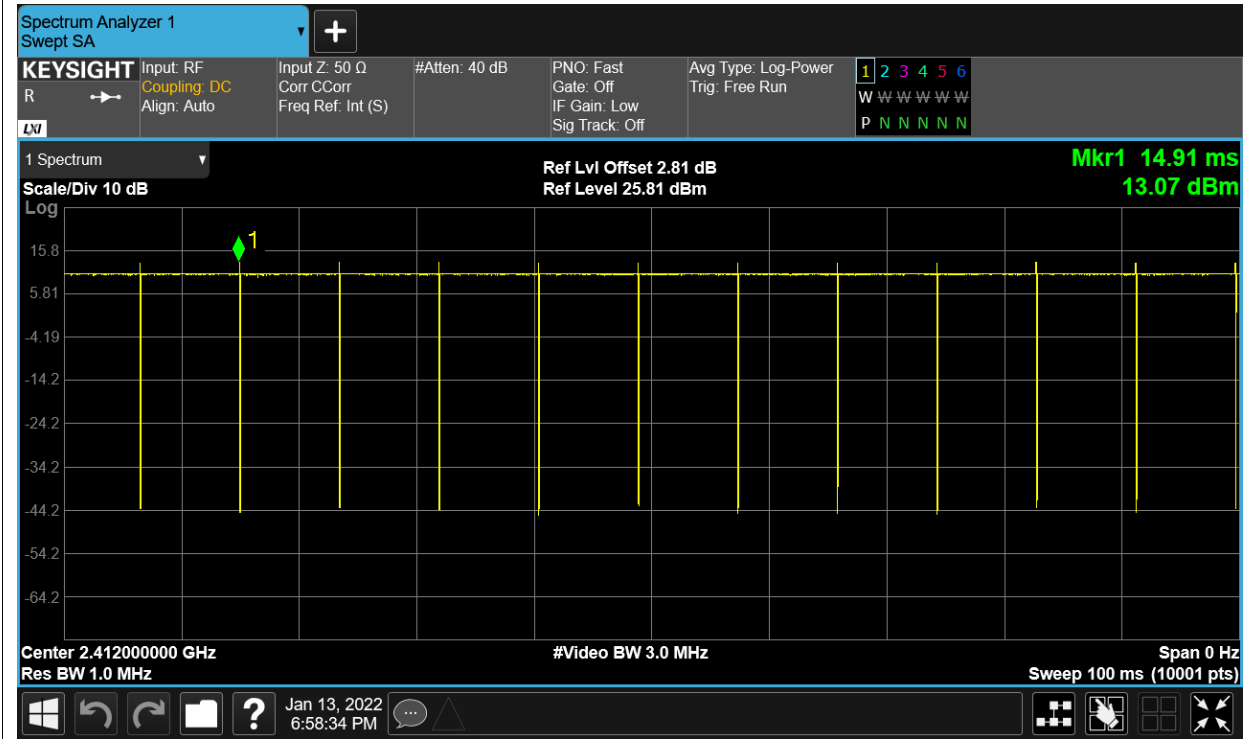 Spectrum Analyzer 1
Swept SA
KEYSIGHT
R
LXI
Input: RF
Coupling: DC
Align: Auto
Input Z: 50 Ω
Corr CCorr
Freq Ref: Int (S)
#Atten: 40 dB
PNO: Fast
Gate: Off
IF Gain: Low
Sig Track: Off
Avg Type: Log-Power
Trig: Free Run
1 2 3 4 5 6
W W W W W W
P N N N N N
1 Spectrum
Scale/Div 10 dB
Ref Lvl Offset 2.81 dB
Ref Level 25.81 dBm
Mkr1 14.91 ms
13.07 dBm
Log
1
15.8
5.81
-4.19
-14.2
-24.2
-34.2
-44.2
-54.2
-64.2
Center 2.412000000 GHz
Res BW 1.0 MHz
#Video BW 3.0 MHz
Span 0 Hz
Sweep 100 ms (10001 pts)
?
Jan 13, 2022
6:58:34 PM